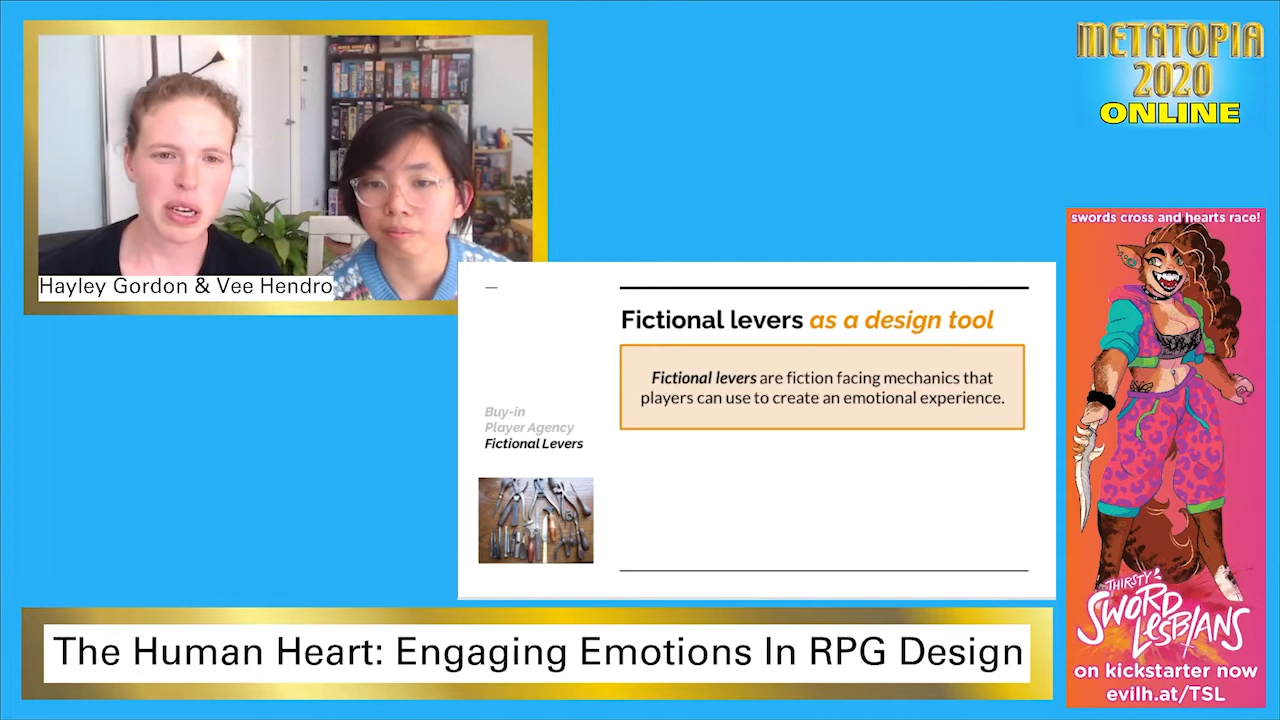 METATOPIA
2020
ONLINE
Hayley Gordon & Vee Hendro
Fictional levers as a design tool
Fictional levers are fiction facing mechanics that
players can use to create an emotional experience.
Buy-in
Player Agency
Fictional Levers
swords cross and hearts race!
THIRSTY
SWORD
LESBIANS
on kickstarter now
evilh.at/TSL
The Human Heart: Engaging Emotions In RPG Design